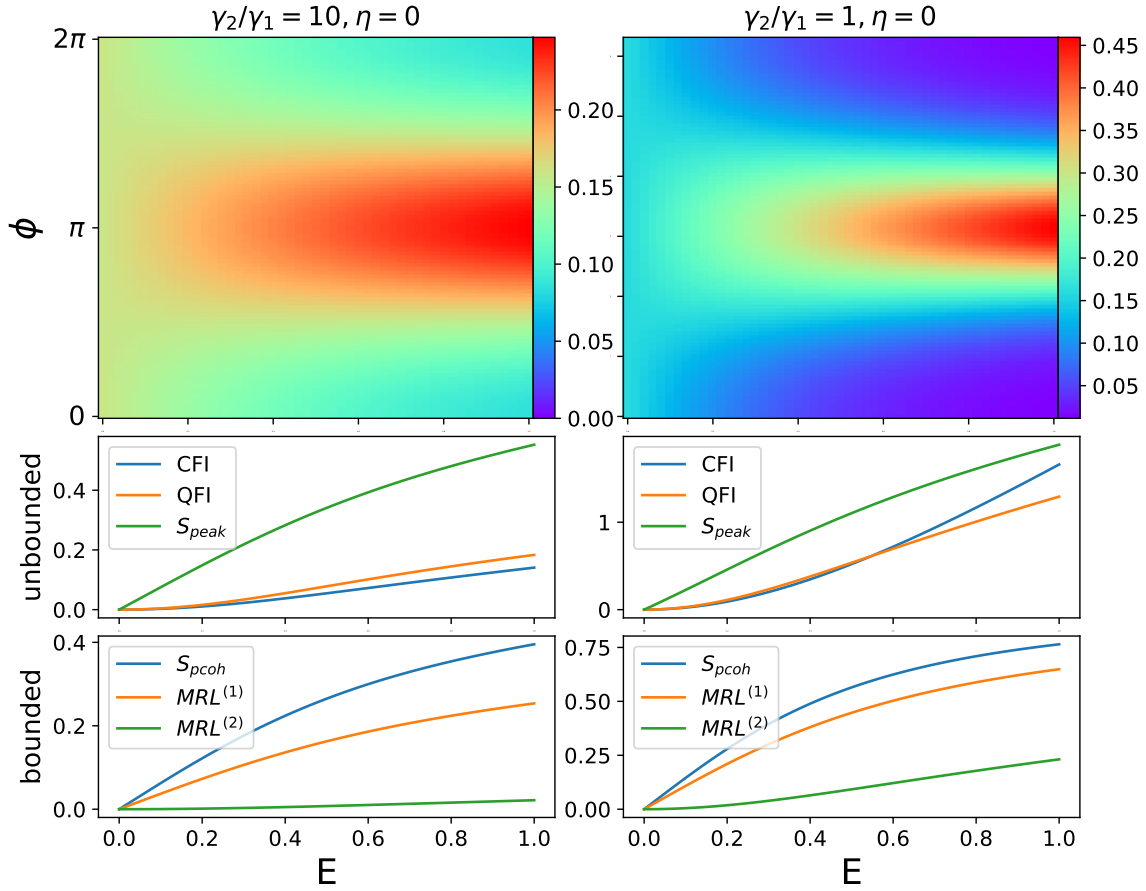 γ₂/γ₁ = 10, η = 0
γ₂/γ₁ = 1, η = 0
2π
π
0
ϕ
0.20
0.15
0.10
0.05
0.00
0.45
0.40
0.35
0.30
0.25
0.20
0.15
0.10
0.05
unbounded
0.4
0.2
0.0
CFI
QFI
S_peak
1
0
CFI
QFI
S_peak
bounded
0.4
0.2
0.0
S_pcoh
MRL⁽¹⁾
MRL⁽²⁾
0.75
0.50
0.25
0.00
S_pcoh
MRL⁽¹⁾
MRL⁽²⁾
0.0 0.2 0.4 0.6 0.8 1.0
0.0 0.2 0.4 0.6 0.8 1.0
E
E